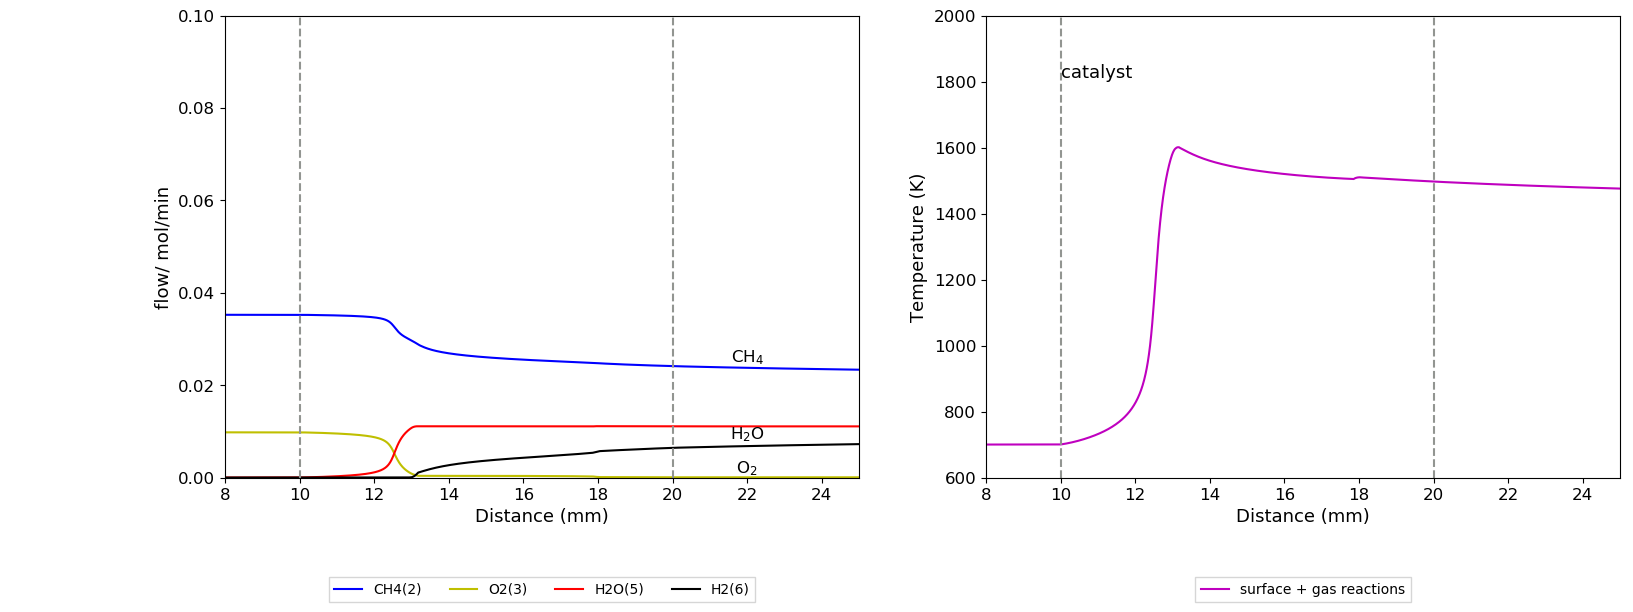 0.10
0.08
0.06
0.04
0.02
0.00
flow/ mol/min
CH₄
H₂O
O₂
8 10 12 14 16 18 20 22 24
Distance (mm)
CH4(2) O2(3) H2O(5) H2(6)
2000
1800
1600
1400
1200
1000
800
600
Temperature (K)
catalyst
8 10 12 14 16 18 20 22 24
Distance (mm)
surface + gas reactions